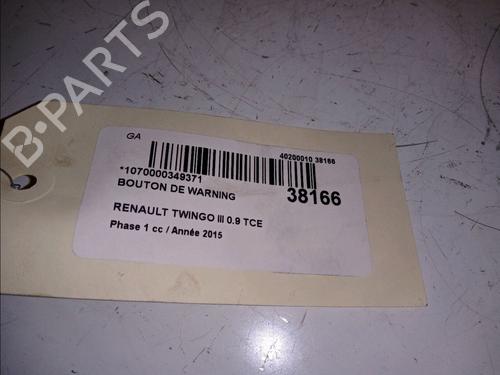 B-PARTS
GA
40200010 38166
*1070000349371
BOUTON DE WARNING
38166
RENAULT TWINGO III 0.9 TCE
Phase 1 cc / Année 2015